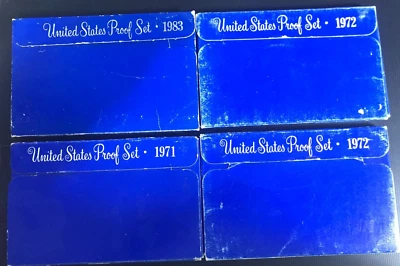 United States Proof Set · 1983
United States Proof Set · 1972
United States Proof Set · 1971
United States Proof Set · 1972